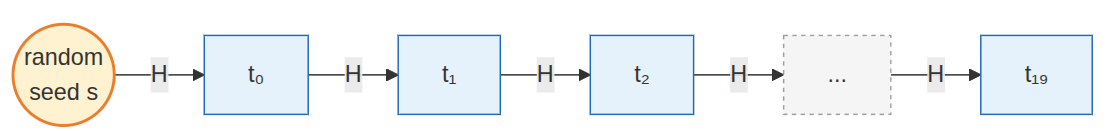 random
seed s
H
t₀
H
t₁
H
t₂
H
...
H
t₁₉